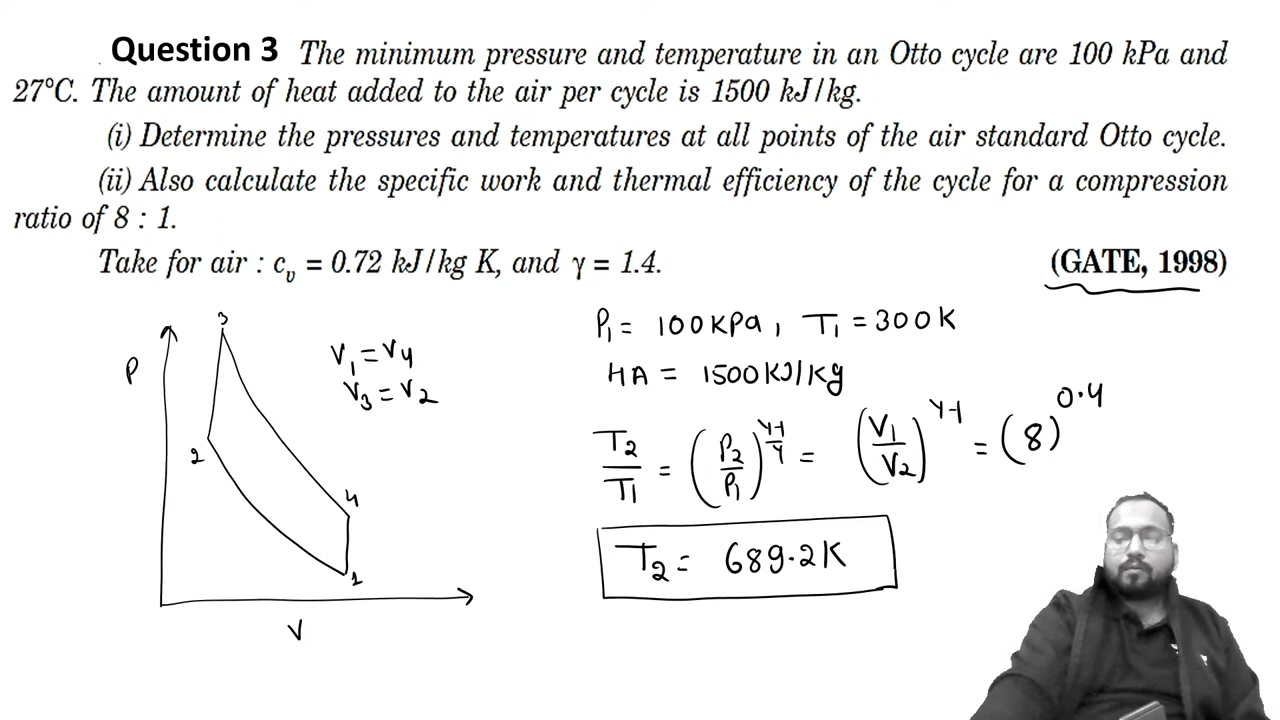 Question 3 The minimum pressure and temperature in an Otto cycle are 100 kPa and
27°C. The amount of heat added to the air per cycle is 1500 kJ/kg.
(i) Determine the pressures and temperatures at all points of the air standard Otto cycle.
(ii) Also calculate the specific work and thermal efficiency of the cycle for a compression
ratio of 8 : 1.
Take for air : c_v = 0.72 kJ/kg K, and γ = 1.4. (GATE, 1998)
P
V
3
2
4
1
V₁ = V₄
V₃ = V₂
P₁ = 100 KPa, T₁ = 300 K
HA = 1500 KJ/Kg
T₂/T₁ = (P₂/P₁)^(γ-1/γ) = (V₁/V₂)^(γ-1) = (8)^0.4
T₂ = 689.2 K